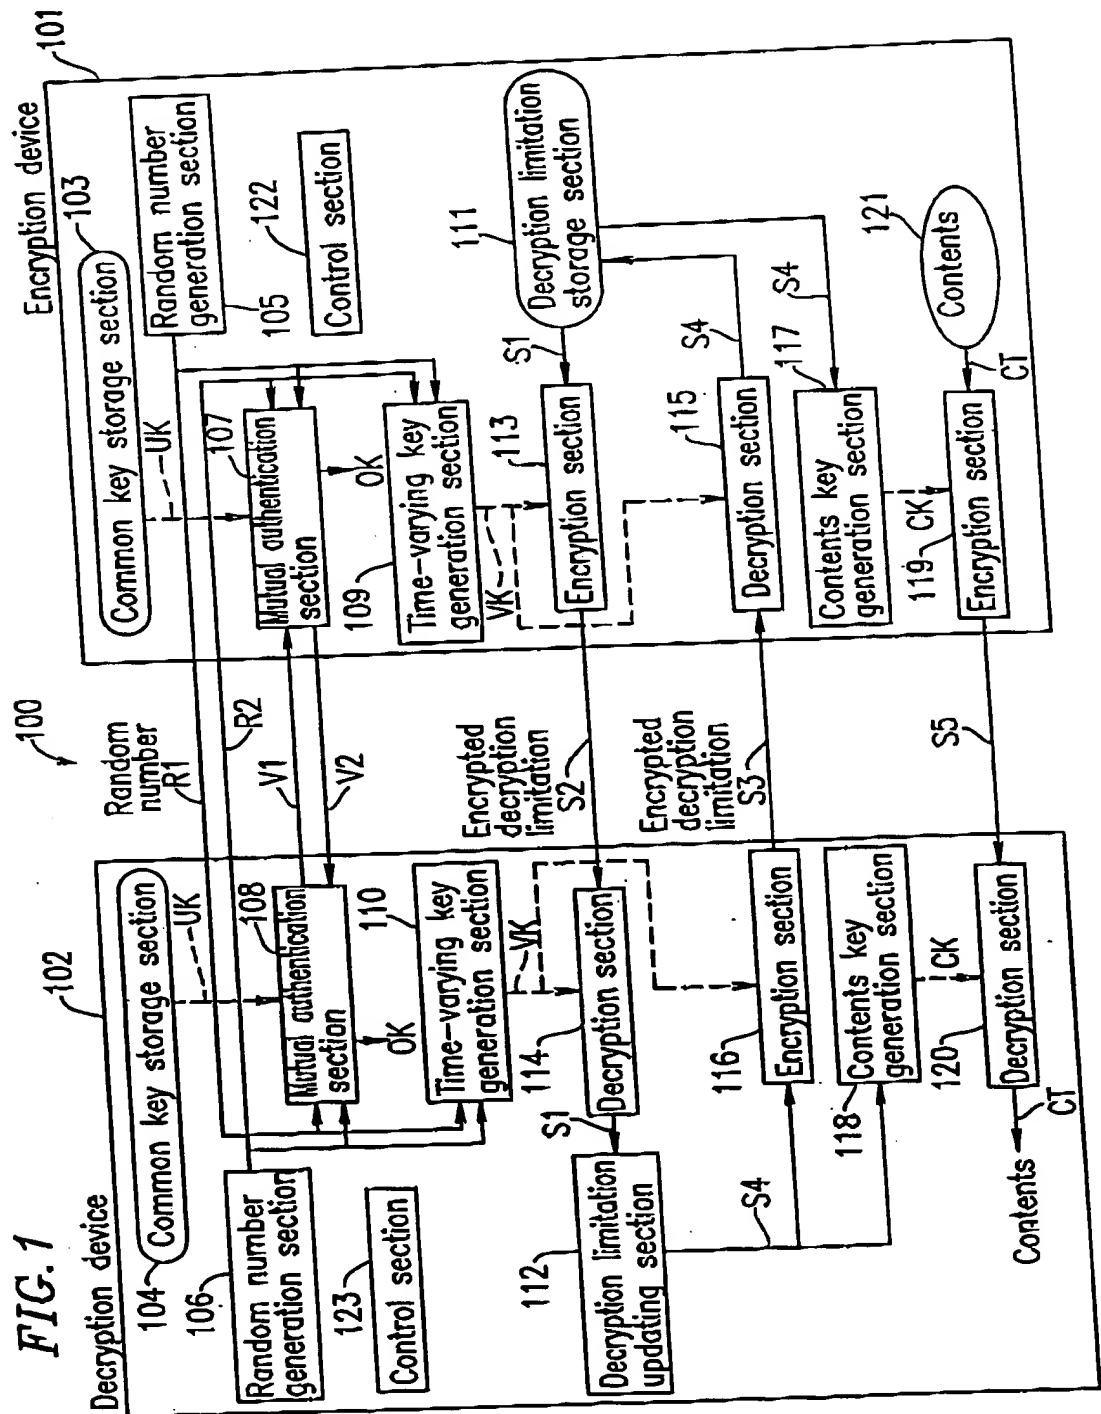 FIG.1
100
Decryption device
102
104
Common key storage section
UK
106
Random number
generation section
108
Mutual authentication
section
OK
123
Control section
110
Time-varying key
generation section
VK
114
Decryption section
S1
112
Decryption limitation
updating section
S4
116
Encryption section
118
Contents key
generation section
CK
120
Decryption section
CT
Contents
Random
number
R1
R2
V1
V2
Encrypted
decryption
limitation
S2
Encrypted
decryption
limitation
S3
S5
Encryption device
101
103
Common key storage section
UK
Random number
generation section
105
107
Mutual authentication
section
OK
122
Control section
109
Time-varying key
generation section
VK
113
Encryption section
S1
111
Decryption limitation
storage section
115
Decryption section
S4
S4
117
Contents key
generation section
CK
119
Encryption section
CT
121
Contents